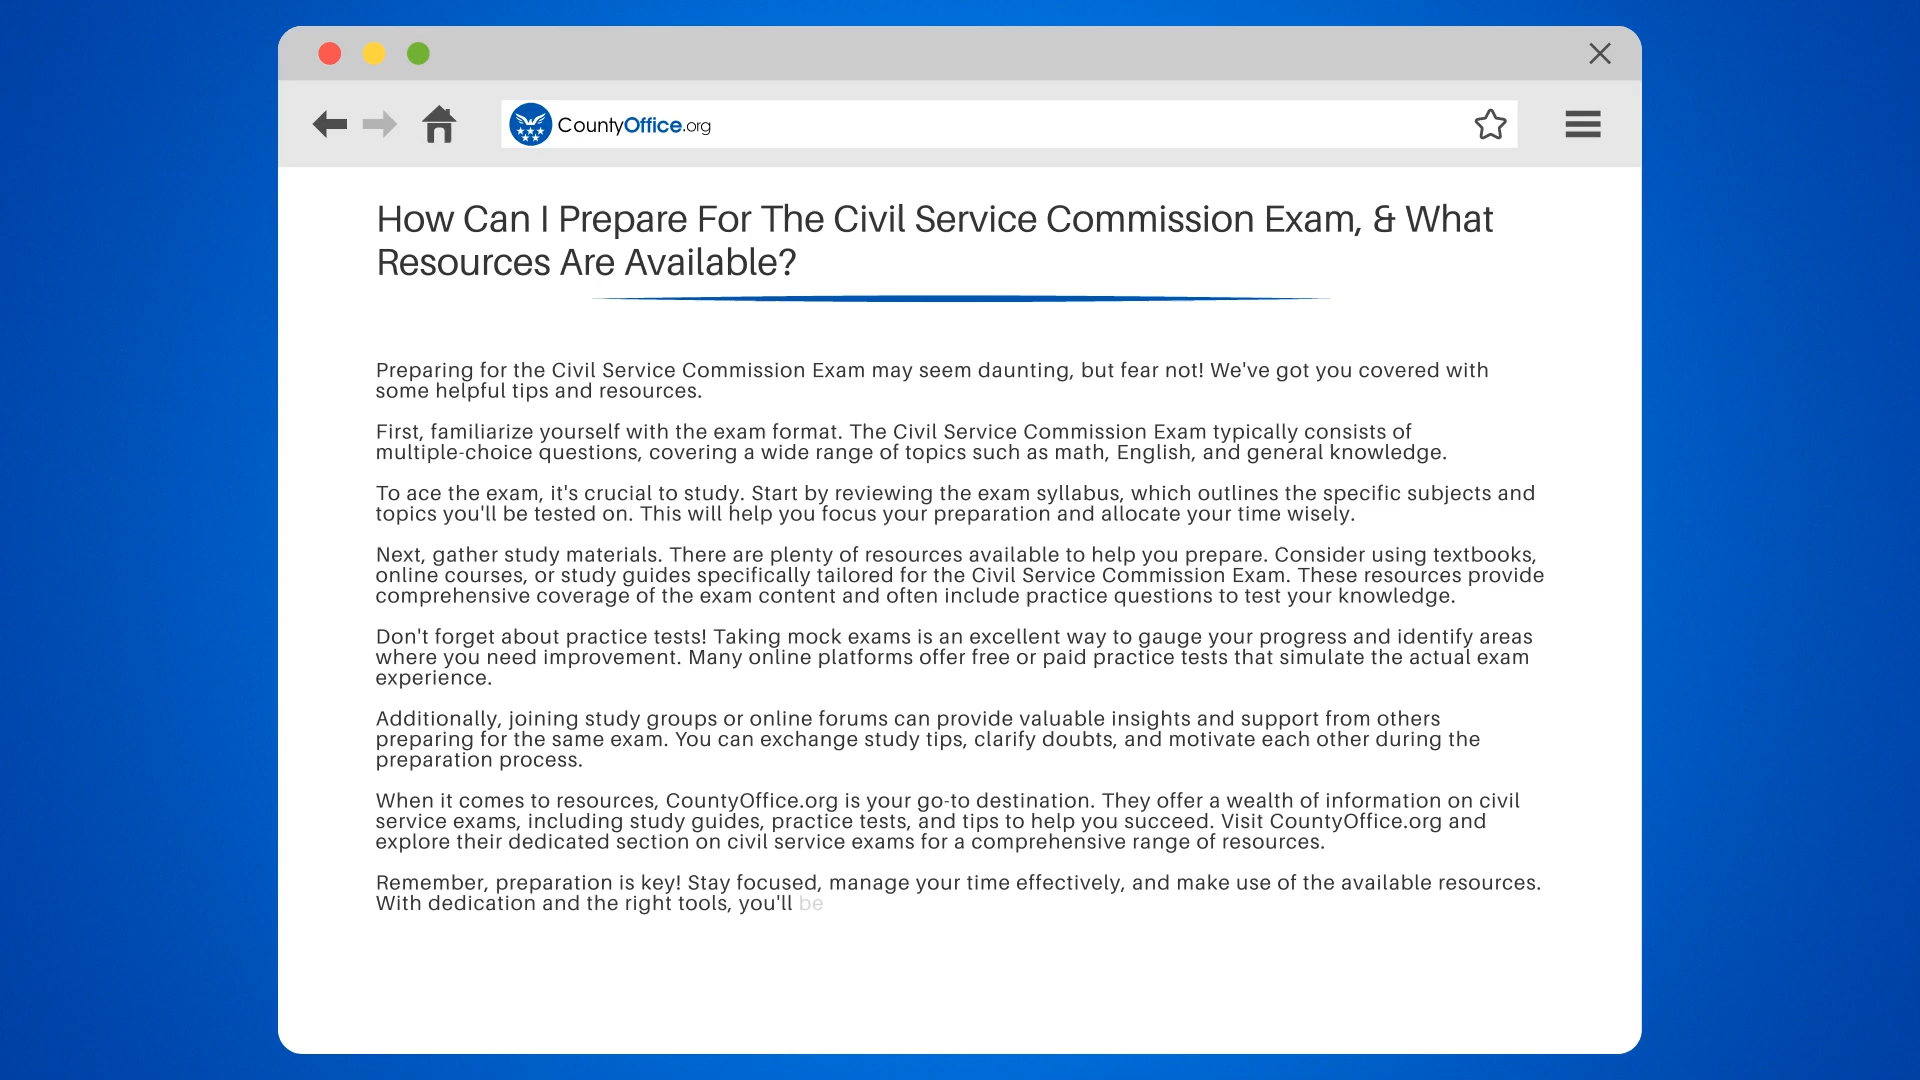 CountyOffice.org
How Can I Prepare For The Civil Service Commission Exam, & What
Resources Are Available?
Preparing for the Civil Service Commission Exam may seem daunting, but fear not! We've got you covered with
some helpful tips and resources.
First, familiarize yourself with the exam format. The Civil Service Commission Exam typically consists of
multiple-choice questions, covering a wide range of topics such as math, English, and general knowledge.
To ace the exam, it's crucial to study. Start by reviewing the exam syllabus, which outlines the specific subjects and
topics you'll be tested on. This will help you focus your preparation and allocate your time wisely.
Next, gather study materials. There are plenty of resources available to help you prepare. Consider using textbooks,
online courses, or study guides specifically tailored for the Civil Service Commission Exam. These resources provide
comprehensive coverage of the exam content and often include practice questions to test your knowledge.
Don't forget about practice tests! Taking mock exams is an excellent way to gauge your progress and identify areas
where you need improvement. Many online platforms offer free or paid practice tests that simulate the actual exam
experience.
Additionally, joining study groups or online forums can provide valuable insights and support from others
preparing for the same exam. You can exchange study tips, clarify doubts, and motivate each other during the
preparation process.
When it comes to resources, CountyOffice.org is your go-to destination. They offer a wealth of information on civil
service exams, including study guides, practice tests, and tips to help you succeed. Visit CountyOffice.org and
explore their dedicated section on civil service exams for a comprehensive range of resources.
Remember, preparation is key! Stay focused, manage your time effectively, and make use of the available resources.
With dedication and the right tools, you'll be